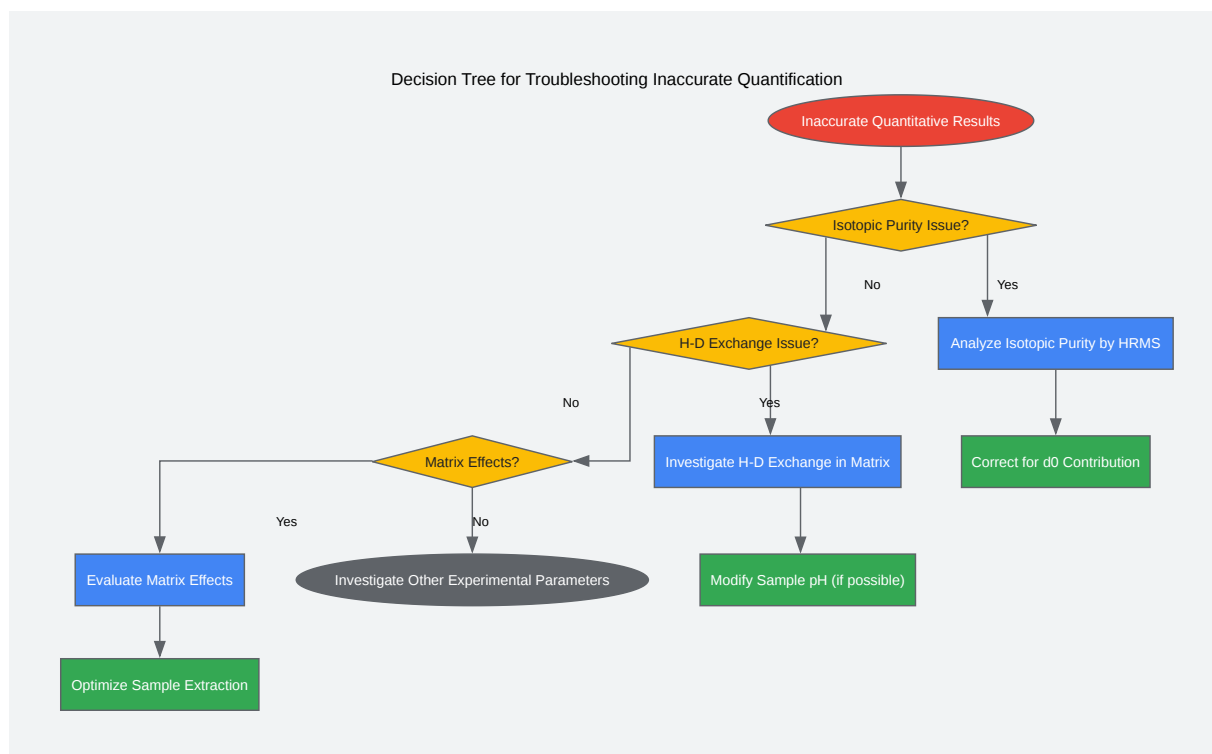 Decision Tree for Troubleshooting Inaccurate Quantification
Inaccurate Quantitative Results
Isotopic Purity Issue?
No
Yes
H-D Exchange Issue?
Analyze Isotopic Purity by HRMS
No
Yes
Matrix Effects?
Investigate H-D Exchange in Matrix
Correct for d0 Contribution
Yes
No
Evaluate Matrix Effects
Investigate Other Experimental Parameters
Modify Sample pH (if possible)
Optimize Sample Extraction